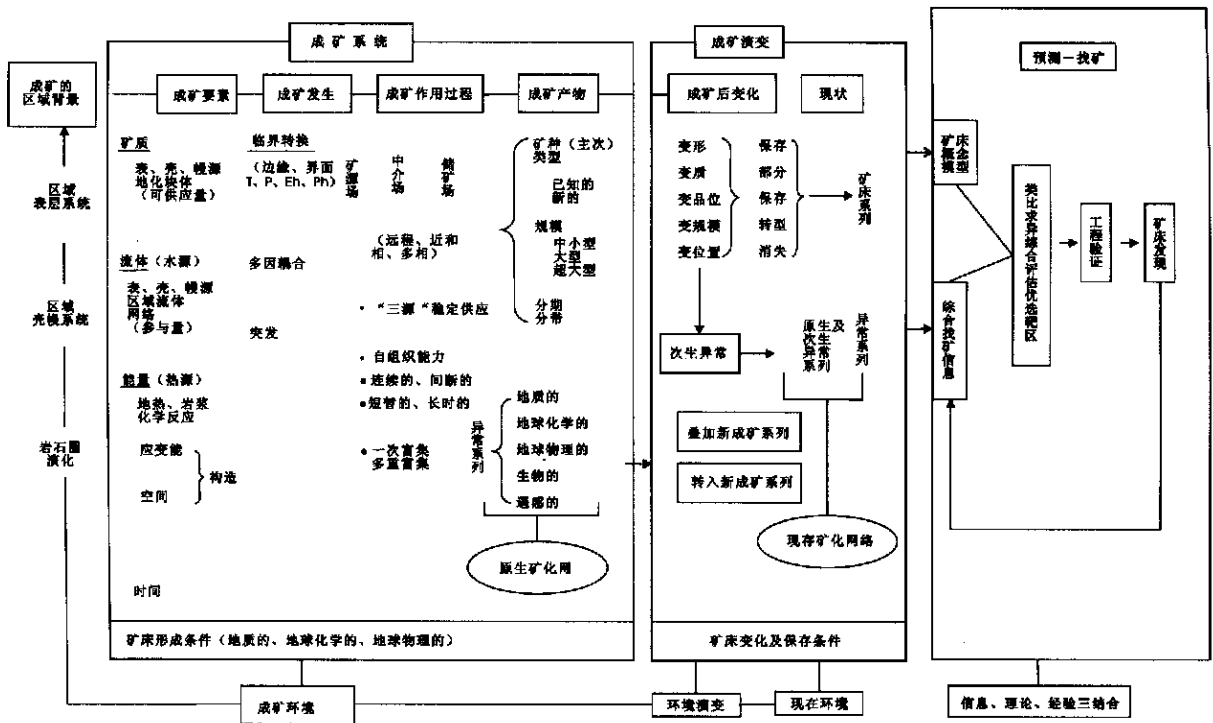 成矿系统
成矿演变
预测—找矿
成矿的
区域背景
成矿要素
成矿发生
成矿作用过程
成矿产物
成矿后变化
现状
矿质
表、壳、幔源
地化块体
(可供应量)
流体(水源)
表、壳、幔源
区域流体
网络
(参与量)
能量(热源)
地热、岩浆
化学反应
应变能
空间
构造
时间
临界转换
(边缘、界面
T、P、Eh、Ph)
多因耦合
突发
矿源场
中介场
储矿场
(远程、近和
相、多相)
• “三源“稳定供应
• 自组织能力
• 连续的、间断的
•短暂的、长时的
• 一次富集
多重富集
矿种(主次)
类型
已知的
新的
规模
中小型
大型
超大型
分期
分带
异常系列
地质的
地球化学的
地球物理的
生物的
遥感的
原生矿化网
变形
变质
变品位
变规模
变位置
保存
部分
保存
转型
消失
矿床系列
次生异常
原生及
次生
异常
系列
异常系列
叠加新成矿系列
转入新成矿系列
现存矿化网络
矿床概念模型
综合找矿信息
类比求异综合评估优选靶区
工程验证
矿床发现
区域
表层系统
区域
壳幔系统
岩石圈
演化
矿床形成条件(地质的、地球化学的、地球物理的)
矿床变化及保存条件
成矿环境
环境演变
现在环境
信息、理论、经验三结合